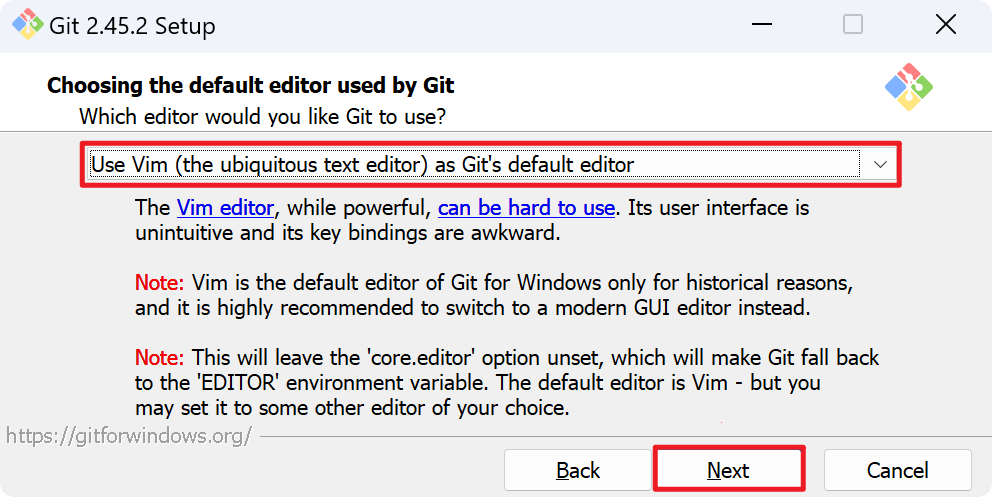 Git 2.45.2 Setup
Choosing the default editor used by Git
Which editor would you like Git to use?
Use Vim (the ubiquitous text editor) as Git's default editor
The Vim editor, while powerful, can be hard to use. Its user interface is
unintuitive and its key bindings are awkward.
Note: Vim is the default editor of Git for Windows only for historical reasons,
and it is highly recommended to switch to a modern GUI editor instead.
Note: This will leave the 'core.editor' option unset, which will make Git fall back
to the 'EDITOR' environment variable. The default editor is Vim - but you
may set it to some other editor of your choice.
https://gitforwindows.org/
Back Next Cancel